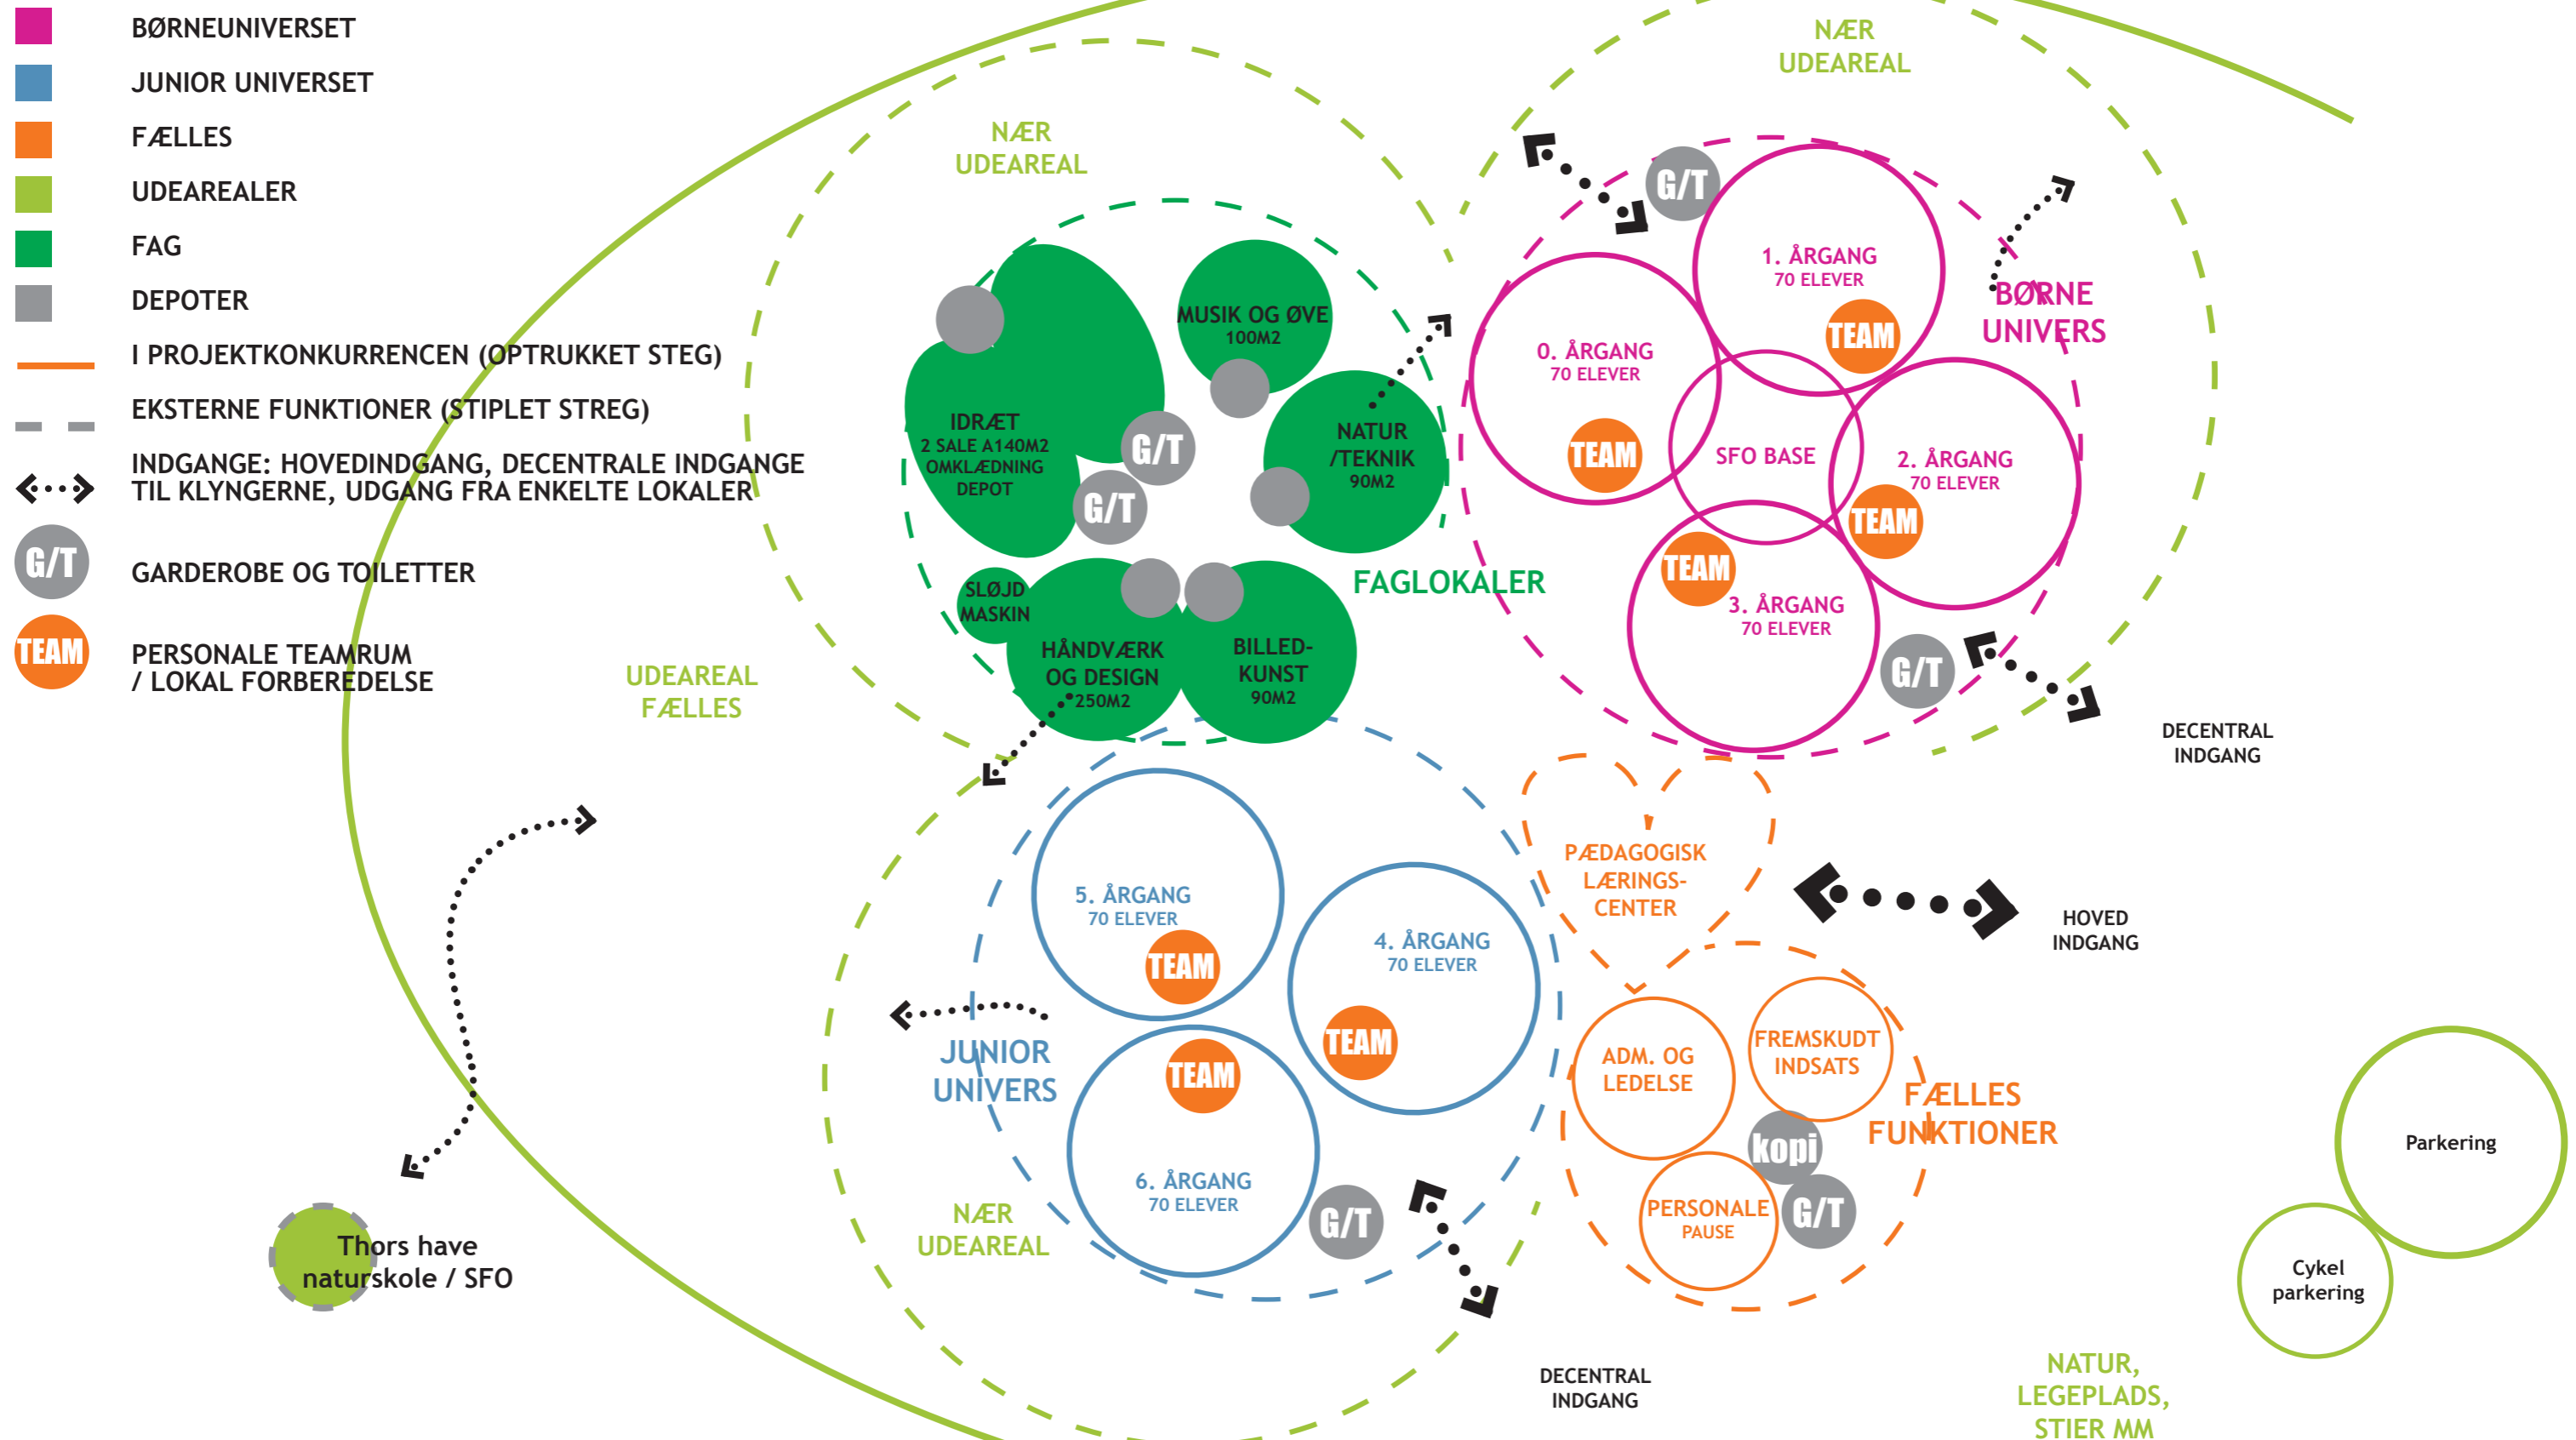 BØRNEUNIVERSET
JUNIOR UNIVERSET
FÆLLES
UDEAREALER
FAG
DEPOTER
I PROJEKTKONKURRENCEN (OPTRUKKET STEG)
EKSTERNE FUNKTIONER (STIPLET STREG)
INDGANGE: HOVEDINDGANG, DECENTRALE INDGANGE
TIL KLYNGERNE, UDGANG FRA ENKELTE LOKALER
G/T
GARDEROBE OG TOILETTER
TEAM
PERSONALE TEAMRUM
/ LOKAL FORBEREDELSE
NÆR
UDEAREAL
MUSIK OG ØVE
100M2
IDRÆT
2 SALE A140M2
OMKLÆDNING
DEPOT
G/T
G/T
NATUR
/TEKNIK
90M2
SLØJD
MASKIN
HÅNDVÆRK
OG DESIGN
250M2
BILLED-
KUNST
90M2
FAGLOKALER
UDEAREAL
FÆLLES
NÆR
UDEAREAL
G/T
1. ÅRGANG
70 ELEVER
TEAM
BØRNE
UNIVERS
0. ÅRGANG
70 ELEVER
TEAM
SFO BASE
2. ÅRGANG
70 ELEVER
TEAM
TEAM
3. ÅRGANG
70 ELEVER
G/T
DECENTRAL
INDGANG
PÆDAGOGISK
LÆRINGS-
CENTER
HOVED
INDGANG
5. ÅRGANG
70 ELEVER
TEAM
4. ÅRGANG
70 ELEVER
TEAM
JUNIOR
UNIVERS
TEAM
6. ÅRGANG
70 ELEVER
G/T
NÆR
UDEAREAL
ADM. OG
LEDELSE
FREMSKUDT
INDSATS
FÆLLES
FUNKTIONER
kopi
PERSONALE
PAUSE
G/T
DECENTRAL
INDGANG
Thors have
naturskole / SFO
Parkering
Cykel
parkering
NATUR,
LEGEPLADS,
STIER MM